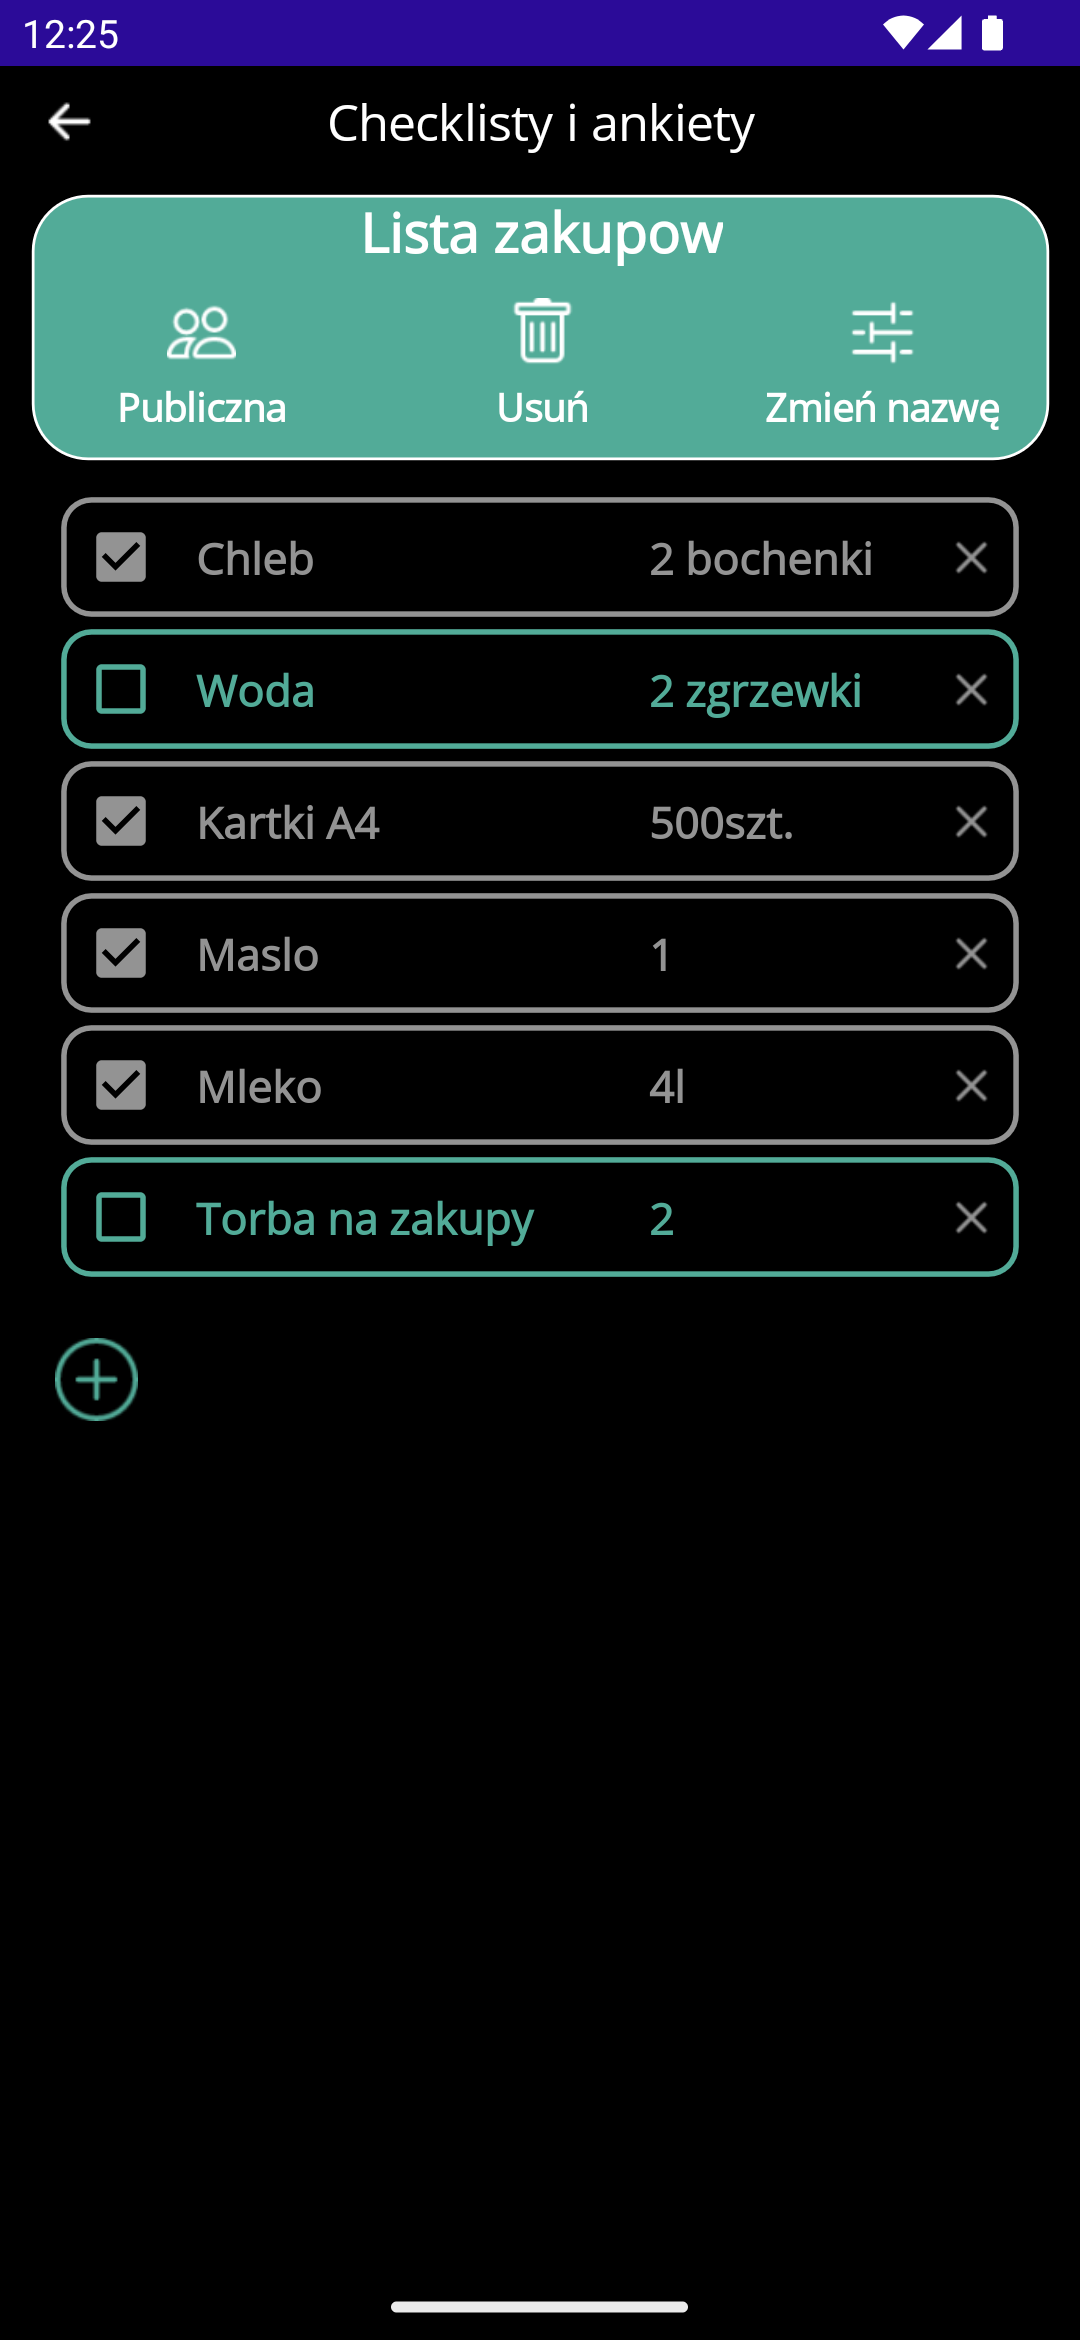 12:25
Checklisty i ankiety
Lista zakupow
Publiczna Usuń Zmień nazwę
Chleb 2 bochenki
Woda 2 zgrzewki
Kartki A4 500szt.
Maslo 1
Mleko 4l
Torba na zakupy 2